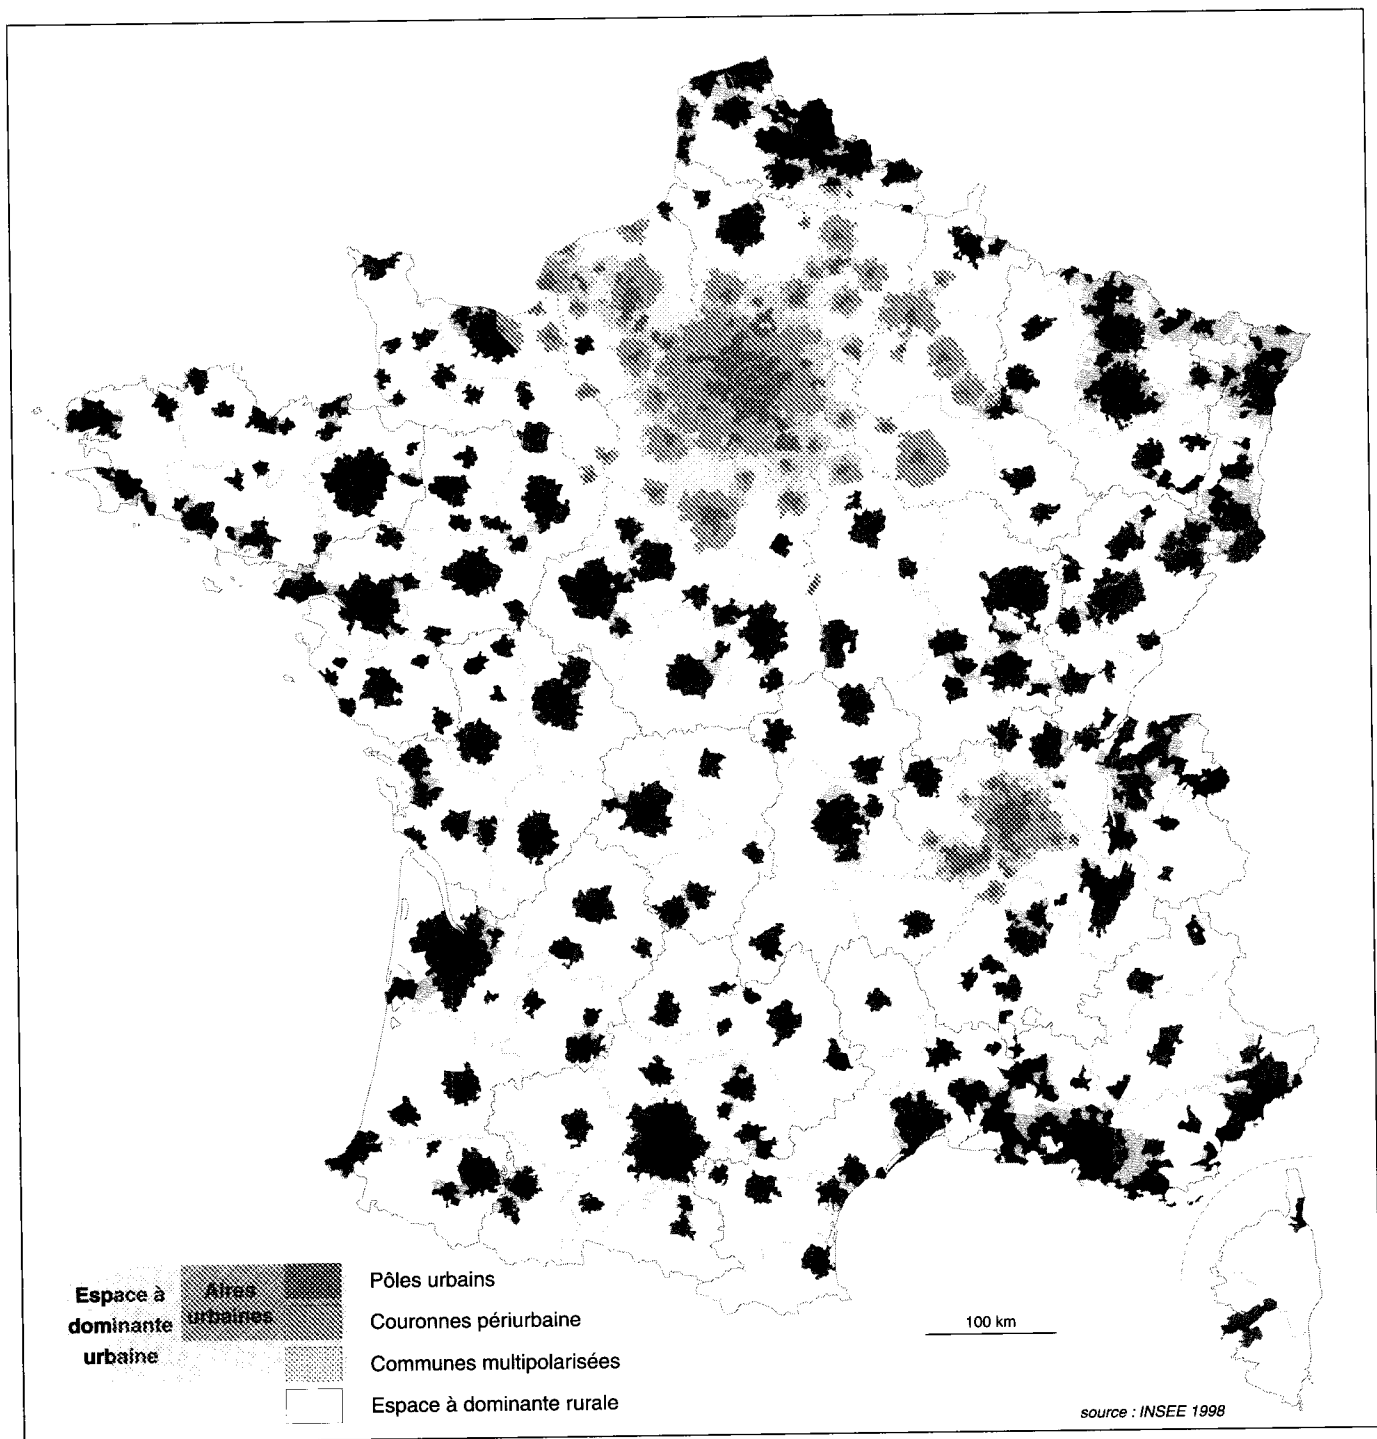 Espace à
dominante
urbaine
Aires
urbaines
Pôles urbains
Couronnes périurbaine
Communes multipolarisées
Espace à dominante rurale
100 km
source : INSEE 1998